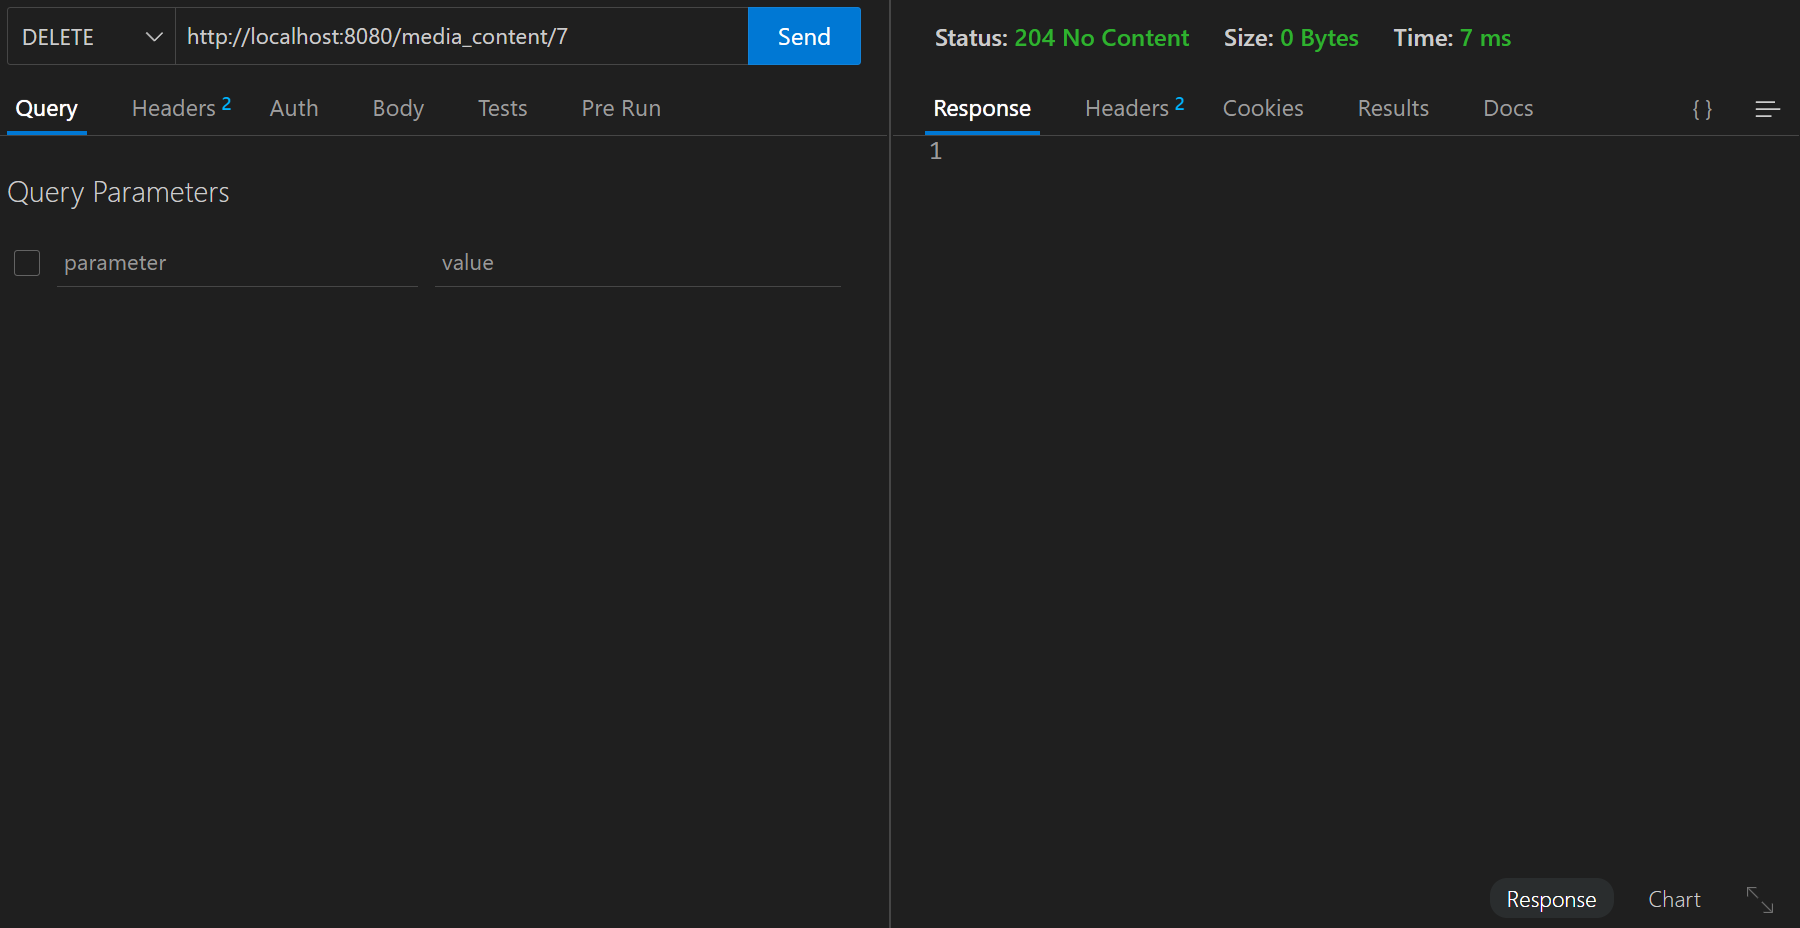 DELETE http://localhost:8080/media_content/7 Send
Query Headers 2 Auth Body Tests Pre Run
Query Parameters
parameter value
Status: 204 No Content Size: 0 Bytes Time: 7 ms
Response Headers 2 Cookies Results Docs { }
1
Response Chart